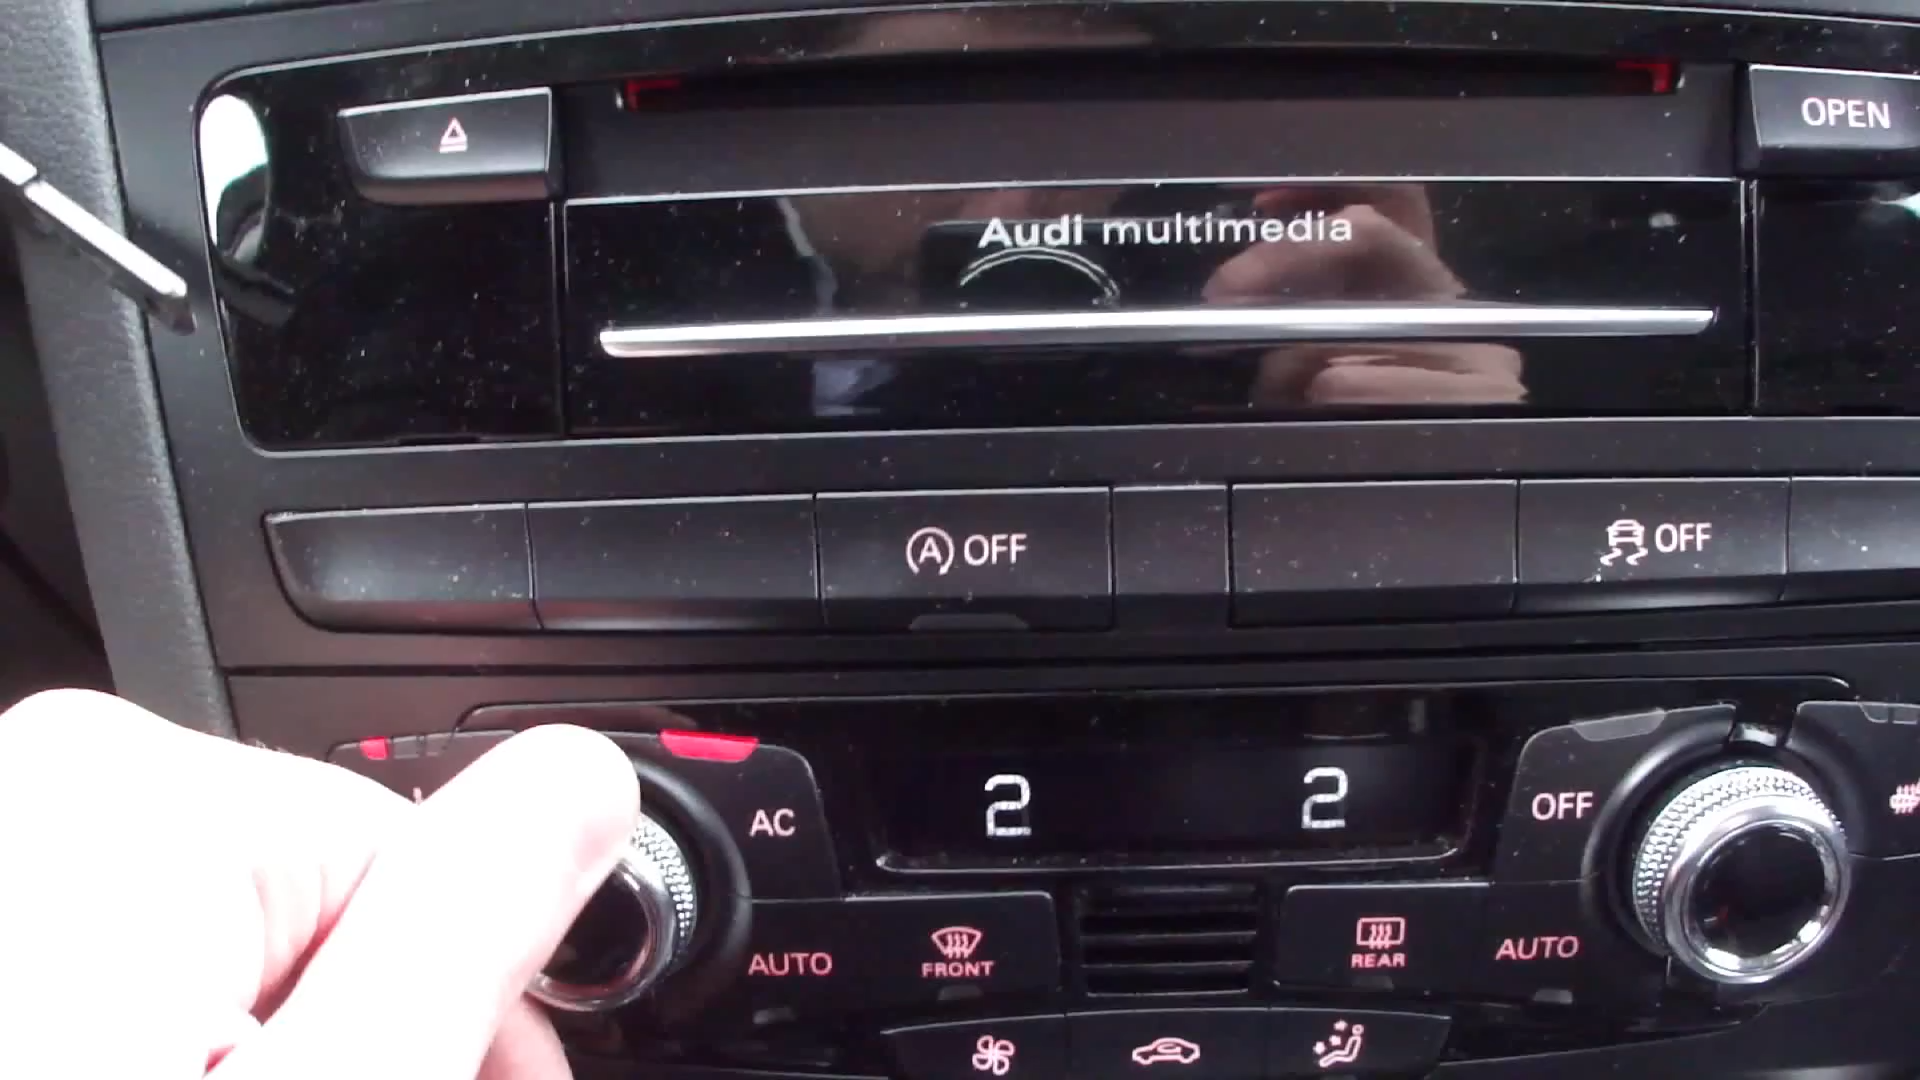 OPEN
Audi multimedia
A OFF
OFF
AC
2
2
OFF
AUTO
FRONT
REAR
AUTO